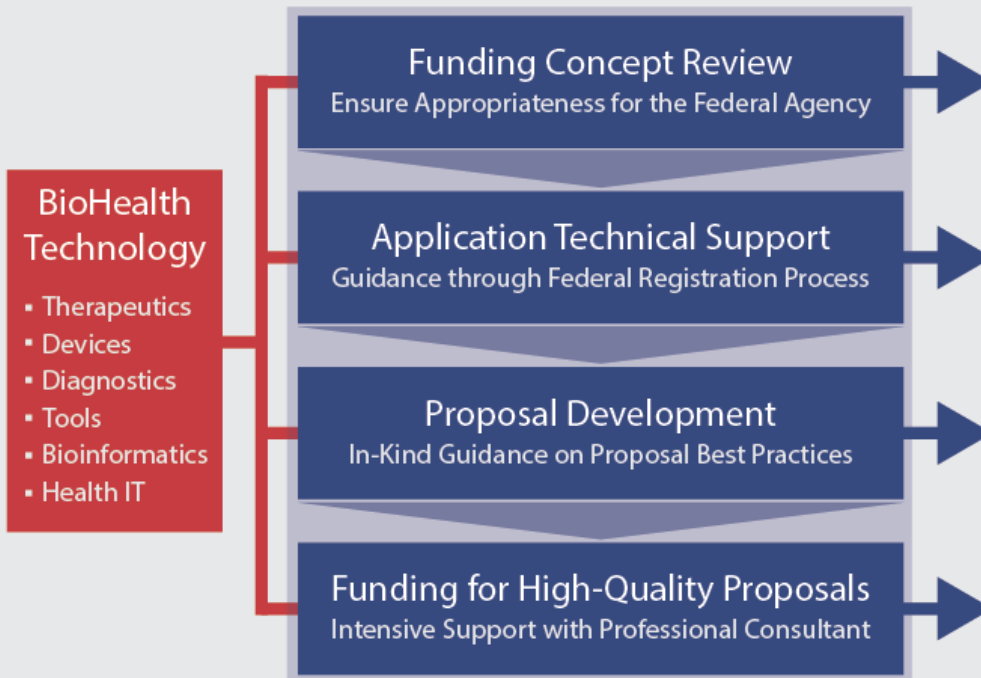 BioHealth
Technology
▪ Therapeutics
▪ Devices
▪ Diagnostics
▪ Tools
▪ Bioinformatics
▪ Health IT
Funding Concept Review
Ensure Appropriateness for the Federal Agency
Application Technical Support
Guidance through Federal Registration Process
Proposal Development
In-Kind Guidance on Proposal Best Practices
Funding for High-Quality Proposals
Intensive Support with Professional Consultant